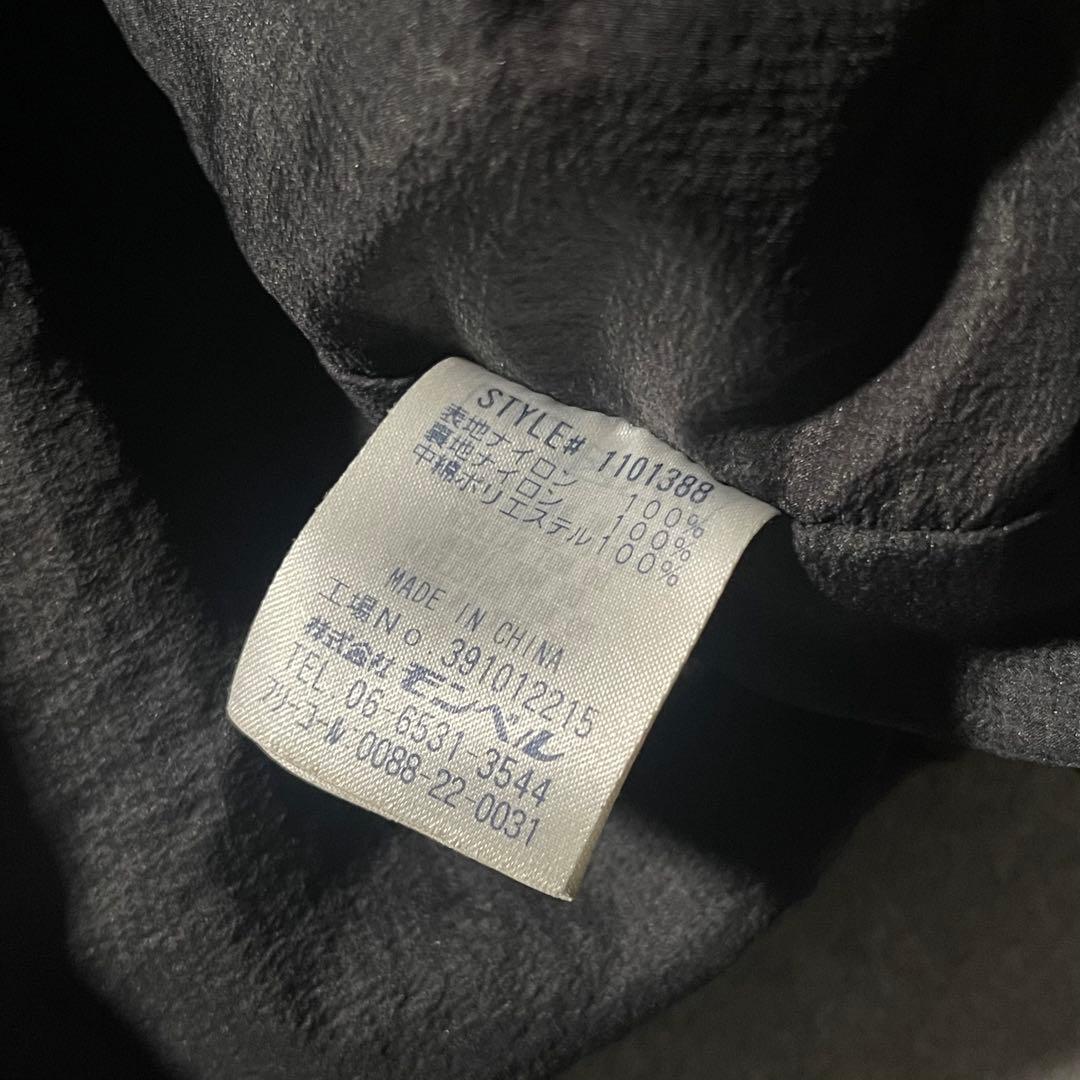 STYLE# 1101388
表地ナイロン 100%
裏地ナイロン 100%
中綿ポリエステル100%
MADE IN CHINA
工場No.391012215
株式會社モンベル
TEL.06-6531-3544
フリーコール:0088-22-0031